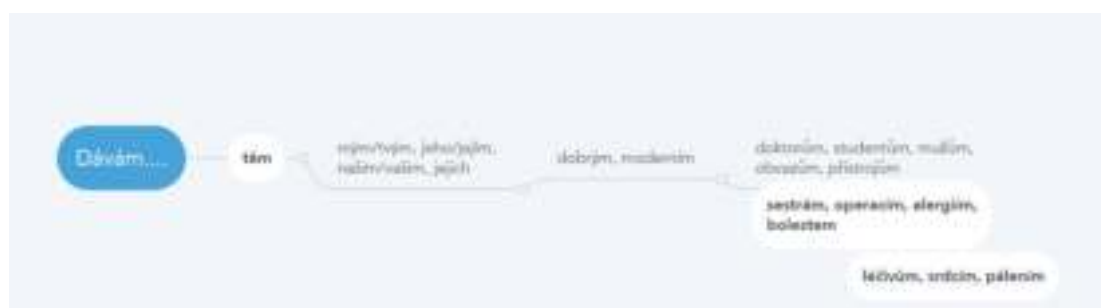 Dávám....
těm
mým/tvým, jeho/jejím,
našim/vašim, jejich
dobrým, moderním
doktorům, studentům, mužům,
obvazům, přístrojům
sestrám, operacím, alergiím,
bolestem
léčivům, srdcím, pálením